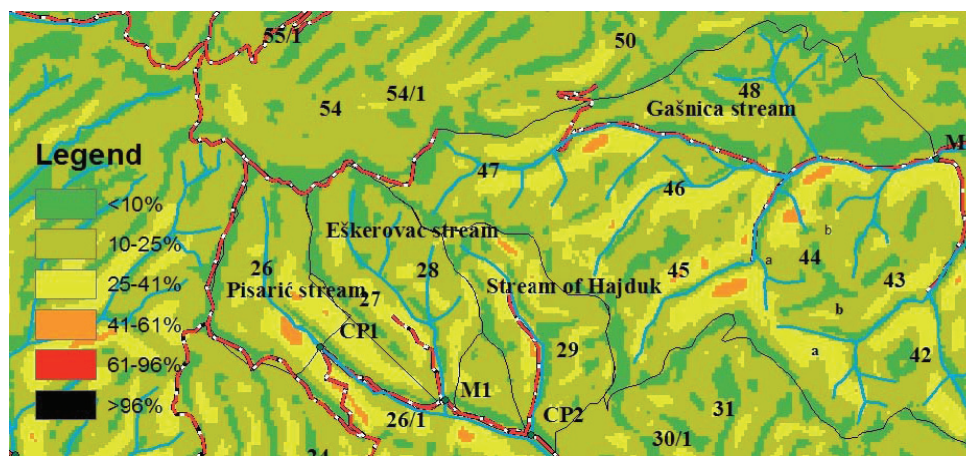 55/1
50
54
54/1
48
Gašnica stream
M
Legend
<10%
10-25%
25-41%
41-61%
61-96%
>96%
47
46
Eškerovac stream
26
28
Pisarić stream
27
Stream of Hajduk
45
b
a
44
43
CP1
b
29
a
42
M1
26/1
CP2
31
30/1